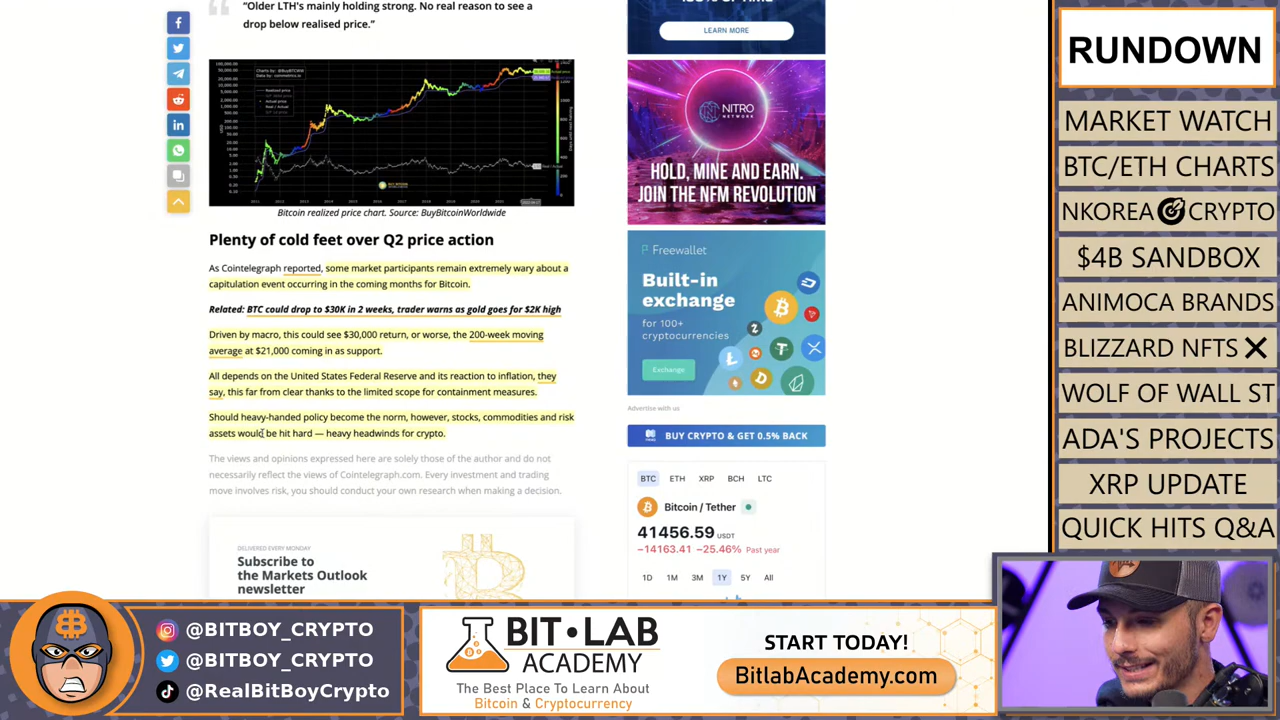 "Older LTH's mainly holding strong. No real reason to see a
drop below realised price."
Bitcoin realized price chart. Source: BuyBitcoinWorldwide
Plenty of cold feet over Q2 price action
As Cointelegraph reported, some market participants remain extremely wary about a
capitulation event occurring in the coming months for Bitcoin.
Related: BTC could drop to $30K in 2 weeks, trader warns as gold goes for $2K high
Driven by macro, this could see $30,000 return, or worse, the 200-week moving
average at $21,000 coming in as support.
All depends on the United States Federal Reserve and its reaction to inflation, they
say, this far from clear thanks to the limited scope for containment measures.
Should heavy-handed policy become the norm, however, stocks, commodities and risk
assets would be hit hard — heavy headwinds for crypto.
The views and opinions expressed here are solely those of the author and do not
necessarily reflect the views of Cointelegraph.com. Every investment and trading
move involves risk, you should conduct your own research when making a decision.
DELIVERED EVERY MONDAY
Subscribe to
the Markets Outlook
newsletter
LEARN MORE
NITRO
NETWORK
HOLD, MINE AND EARN.
JOIN THE NFM REVOLUTION
Freewallet
Built-in
exchange
for 100+
cryptocurrencies
Exchange
Advertise with us
BUY CRYPTO & GET 0.5% BACK
BTC ETH XRP BCH LTC
Bitcoin / Tether
41456.59 USDT
−14163.41 −25.46% Past year
1D 1M 3M 1Y 5Y All
RUNDOWN
MARKET WATCH
BTC/ETH CHARTS
NKOREA CRYPTO
$4B SANDBOX
ANIMOCA BRANDS
BLIZZARD NFTS
WOLF OF WALL ST
ADA'S PROJECTS
XRP UPDATE
QUICK HITS Q&A
@BITBOY_CRYPTO
@BITBOY_CRYPTO
@RealBitBoyCrypto
BIT•LAB
ACADEMY
The Best Place To Learn About
Bitcoin & Cryptocurrency
START TODAY!
BitlabAcademy.com